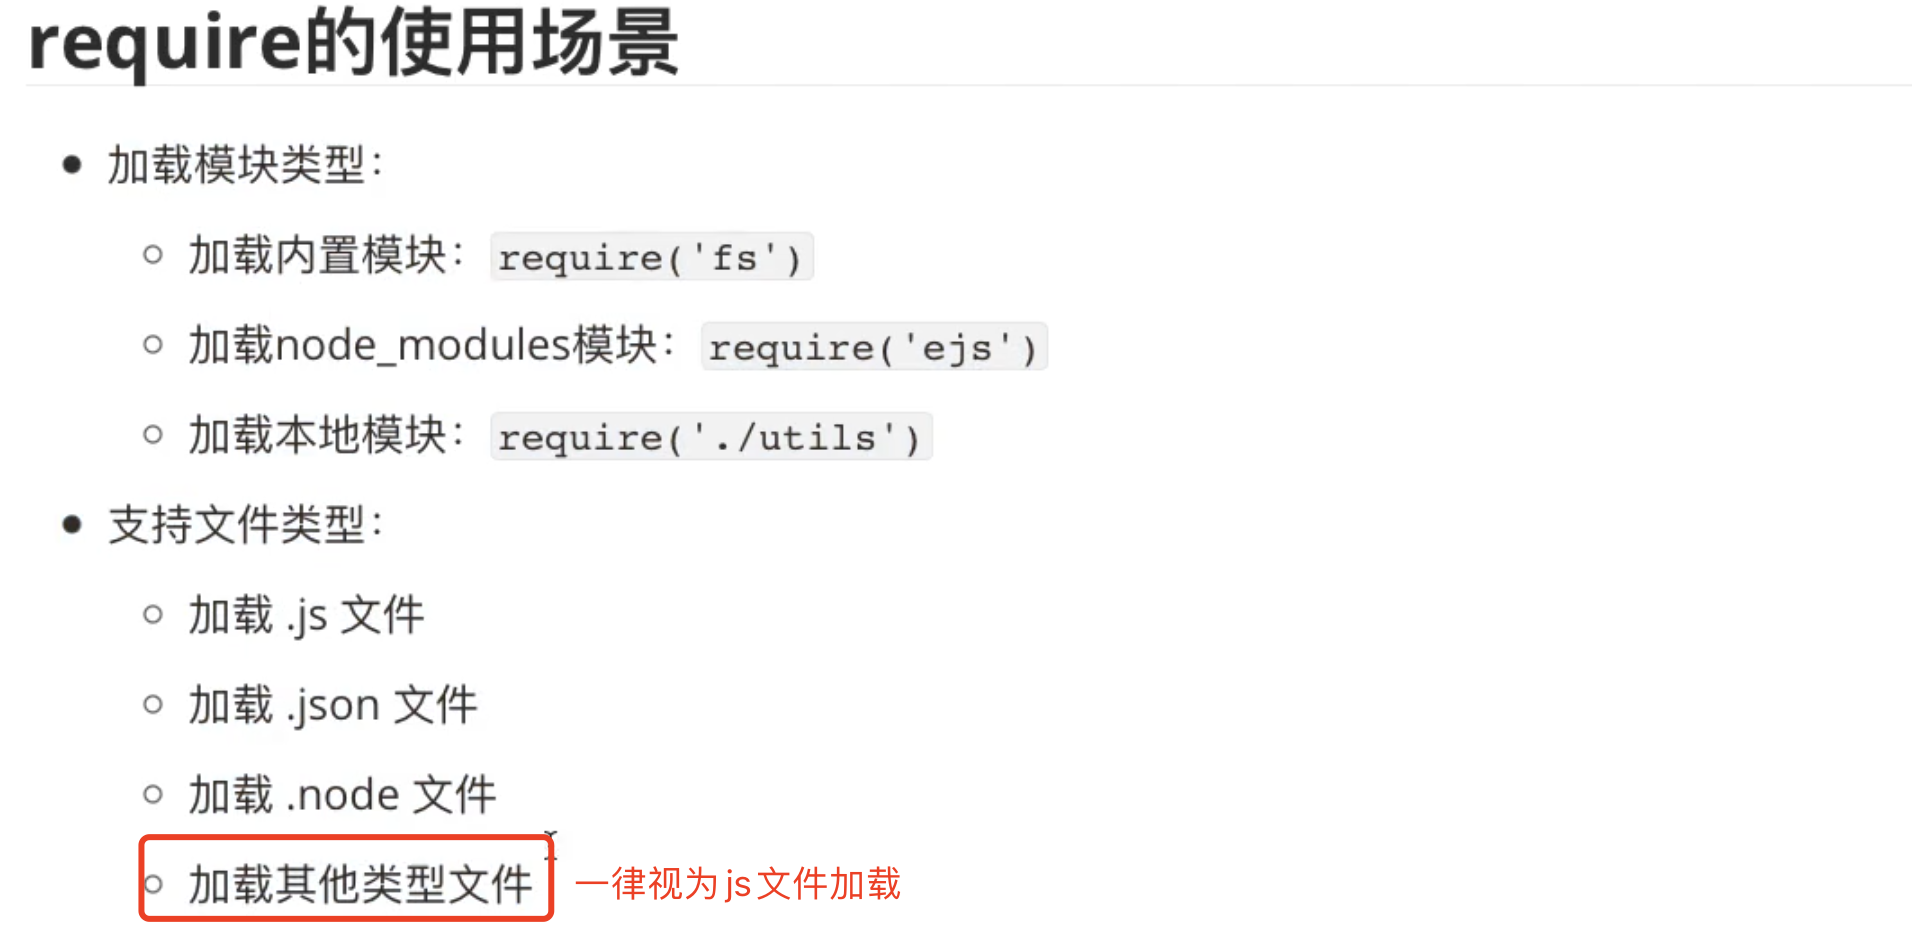 require的使用场景
加载模块类型：
加载内置模块： require('fs')
加载node_modules模块： require('ejs')
加载本地模块： require('./utils')
支持文件类型：
加载 .js 文件
加载 .json 文件
加载 .node 文件
加载其他类型文件 一律视为js文件加载